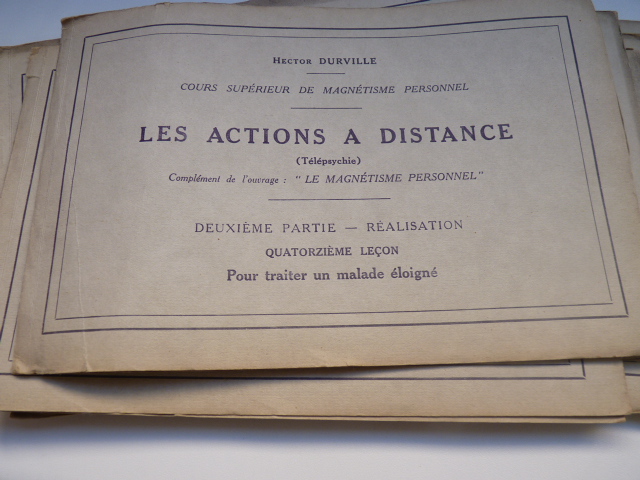 HECTOR DURVILLE
COURS SUPÉRIEUR DE MAGNÉTISME PERSONNEL
LES ACTIONS A DISTANCE
(Télépsychie)
Complément de l'ouvrage : "LE MAGNÉTISME PERSONNEL"
DEUXIÈME PARTIE — RÉALISATION
QUATORZIÈME LEÇON
Pour traiter un malade éloigné